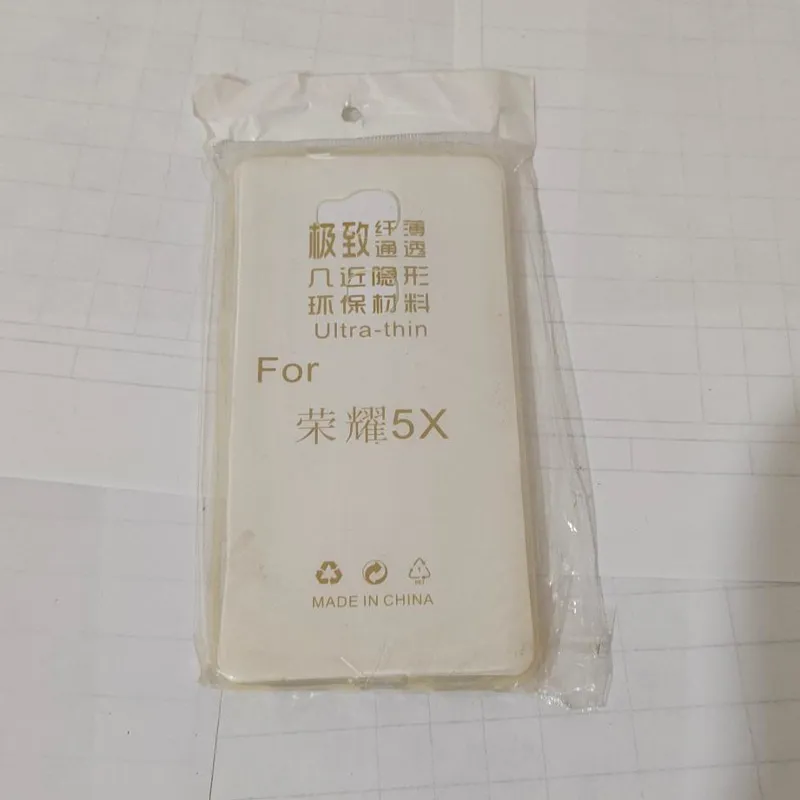 极致纤薄
通透
几近隐形
环保材料
Ultra-thin
For
荣耀5X
MADE IN CHINA